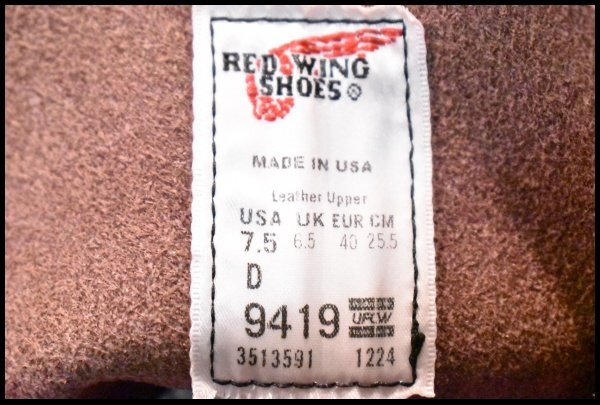 RED WING
SHOES ®
MADE IN USA
Leather Upper
USA UK EUR CM
7.5 6.5 40 25.5
D
9419 UFCW
3513591 1224